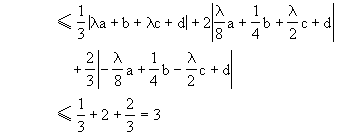 ≤ 1/3|λa + b + λc + d| + 2|λ/8 a + 1/4 b + λ/2 c + d|
+ 2/3|-λ/8 a + 1/4 b - λ/2 c + d|
≤ 1/3 + 2 + 2/3 = 3